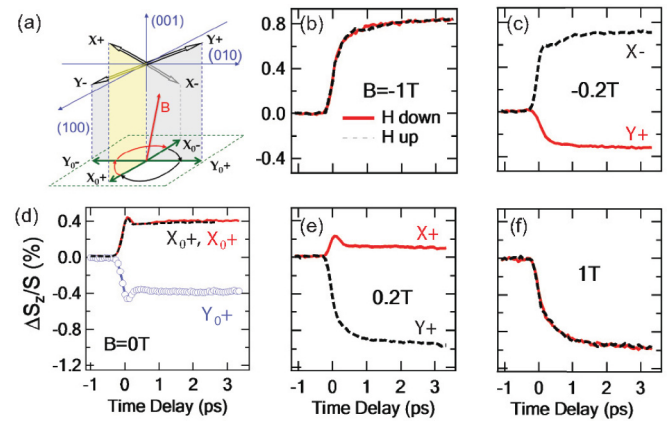 (a)
(001)
X+
Y+
(010)
Y-
X-
B
(100)
X₀-
Y₀-
Y₀+
X₀+
(b)
0.8
0.4
0.0
-0.4
B=-1T
H down
H up
(c)
X-
-0.2T
Y+
(d)
ΔS_z/S (%)
0.4
0.0
-0.4
-0.8
-1.2
X₀+, X₀+
Y₀+
B=0T
-1 0 1 2 3
Time Delay (ps)
(e)
X+
0.2T
Y+
-1 0 1 2 3
Time Delay (ps)
(f)
1T
-1 0 1 2 3
Time Delay (ps)